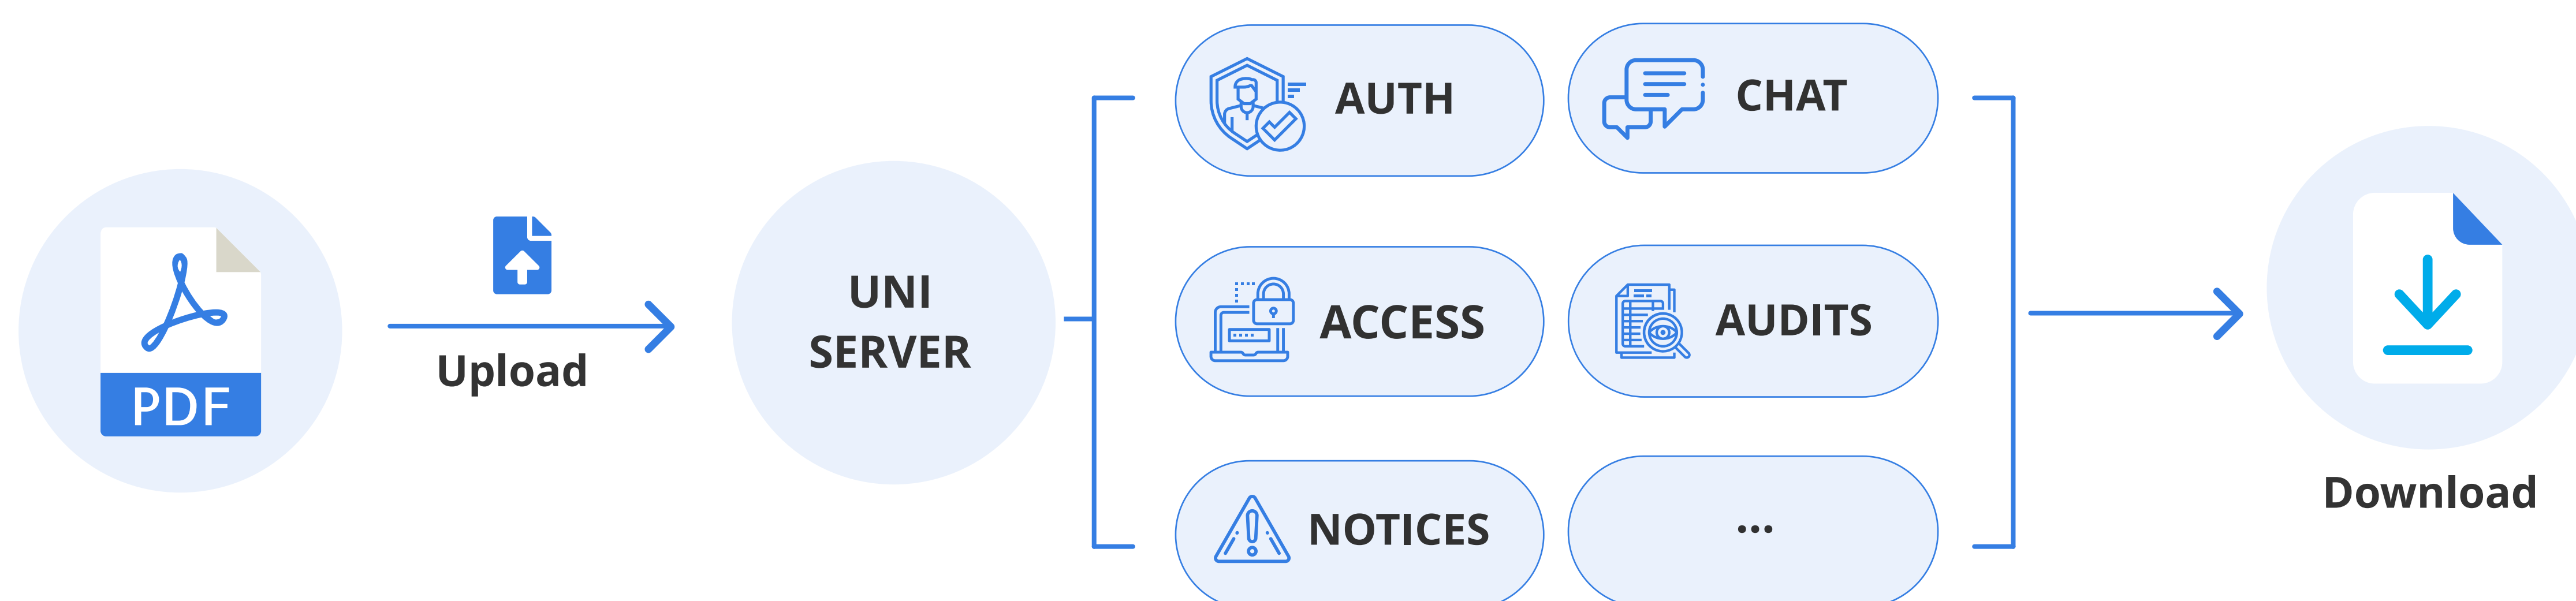 PDF
Upload
UNI
SERVER
AUTH
CHAT
ACCESS
AUDITS
NOTICES
...
Download